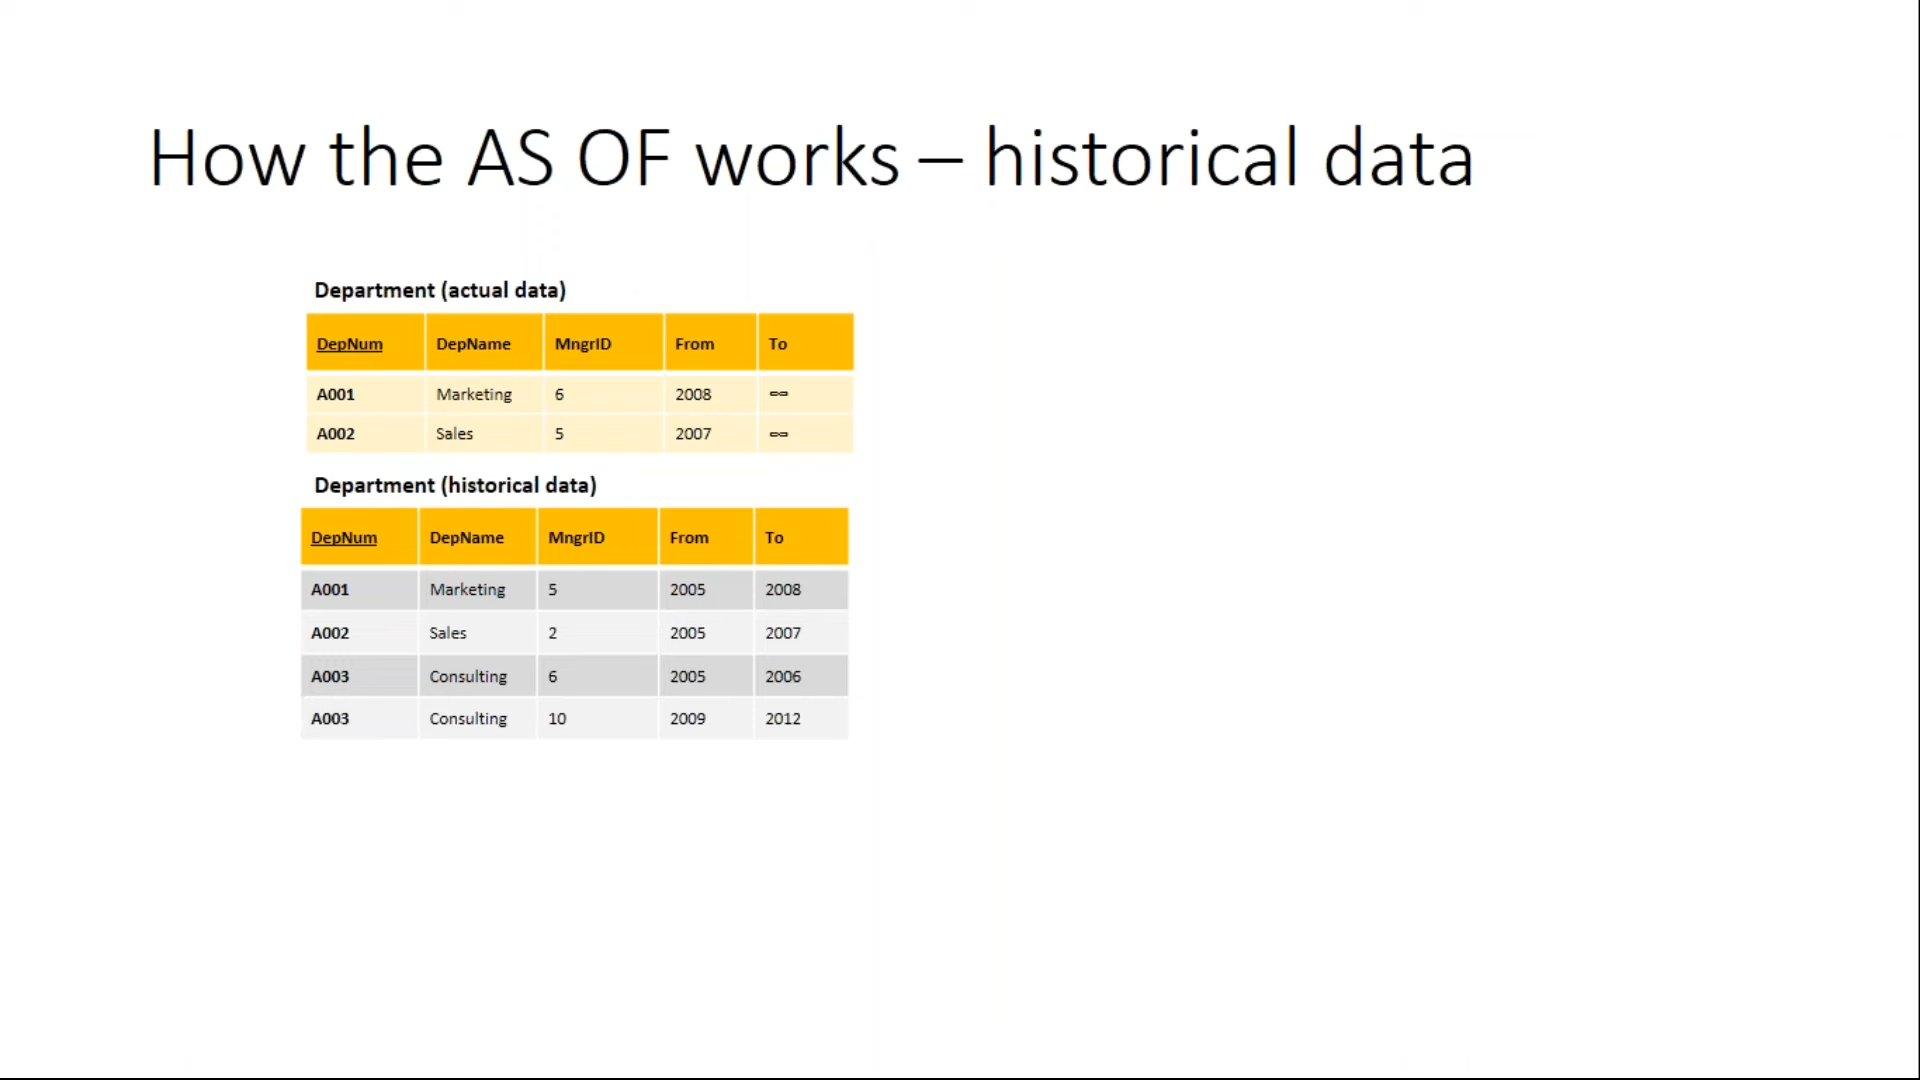 How the AS OF works – historical data
Department (actual data)
DepNum DepName MngrID From To
A001 Marketing 6 2008 ∞
A002 Sales 5 2007 ∞
Department (historical data)
DepNum DepName MngrID From To
A001 Marketing 5 2005 2008
A002 Sales 2 2005 2007
A003 Consulting 6 2005 2006
A003 Consulting 10 2009 2012